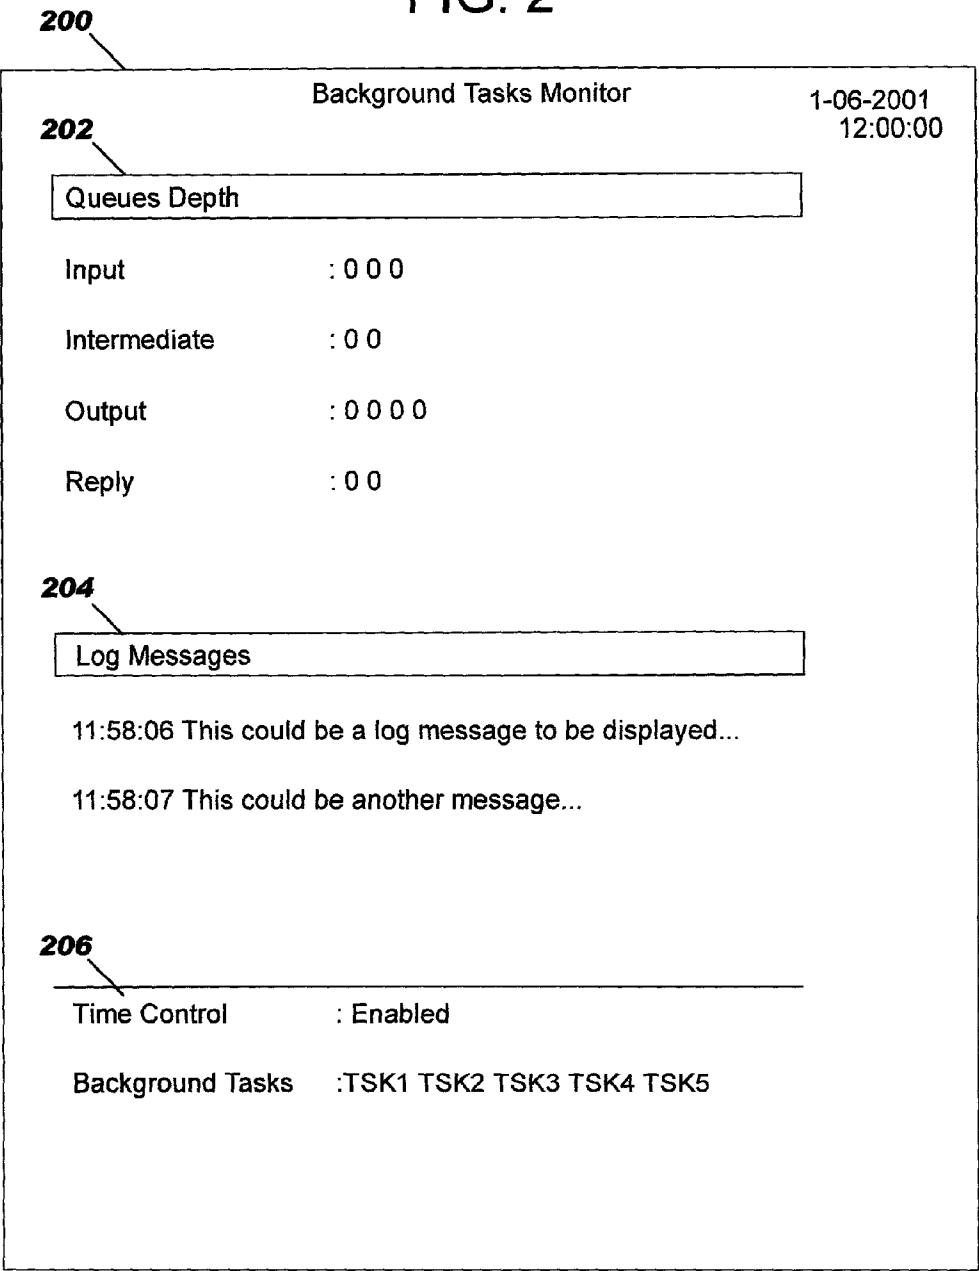 FIG. 2
200
Background Tasks Monitor
1-06-2001
12:00:00
202
Queues Depth
Input : 0 0 0
Intermediate : 0 0
Output : 0 0 0 0
Reply : 0 0
204
Log Messages
11:58:06 This could be a log message to be displayed...
11:58:07 This could be another message...
206
Time Control : Enabled
Background Tasks :TSK1 TSK2 TSK3 TSK4 TSK5